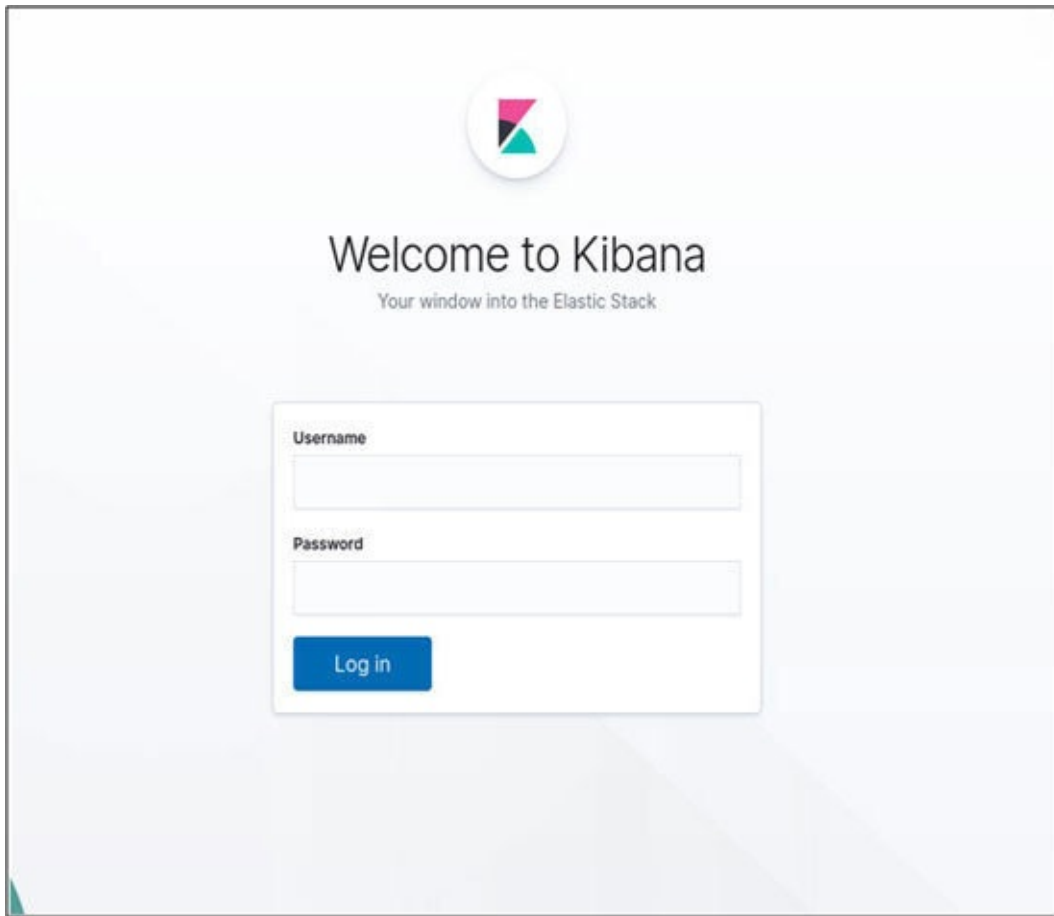 Welcome to Kibana
Your window into the Elastic Stack
Username
Password
Log in